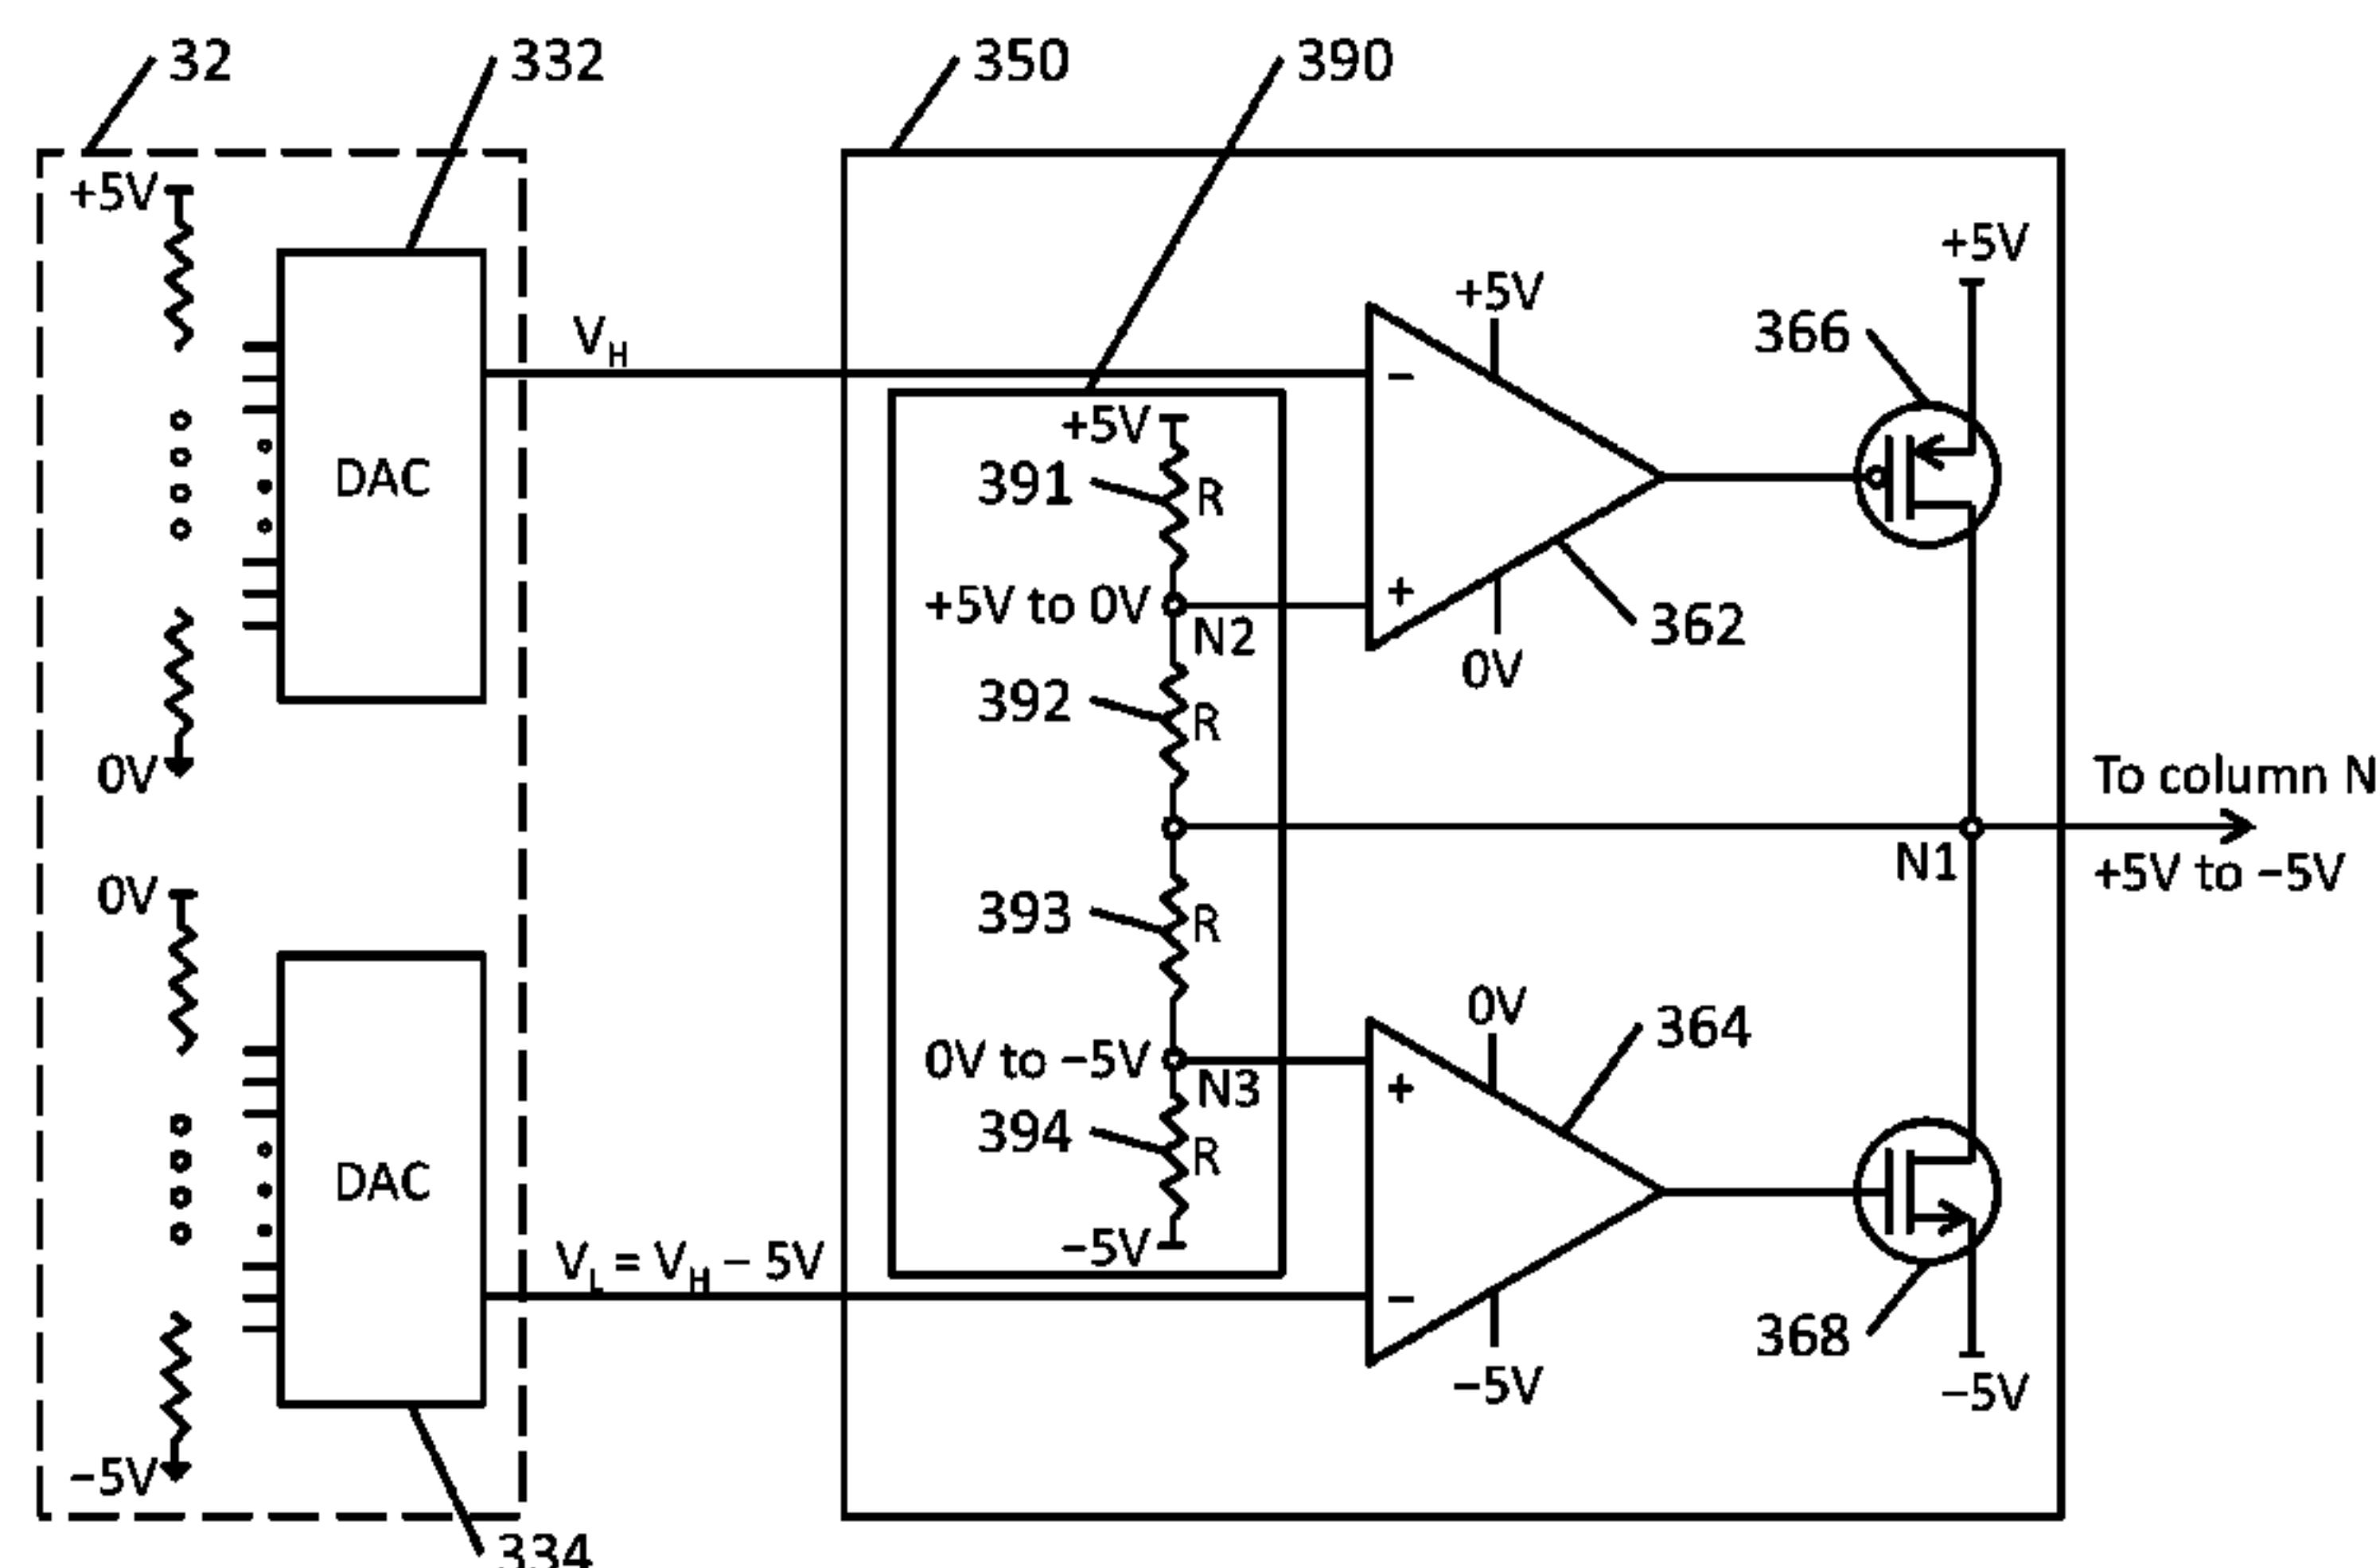 32
332
350
390
+5V
DAC
0V
V_H
+5V
391
R
+5V to 0V
N2
392
R
393
R
0V to −5V
N3
394
R
−5V
+5V
−
+
0V
362
366
+5V
To column N
N1
+5V to −5V
0V
DAC
−5V
V_L = V_H − 5V
0V
364
+
−
−5V
368
−5V
334